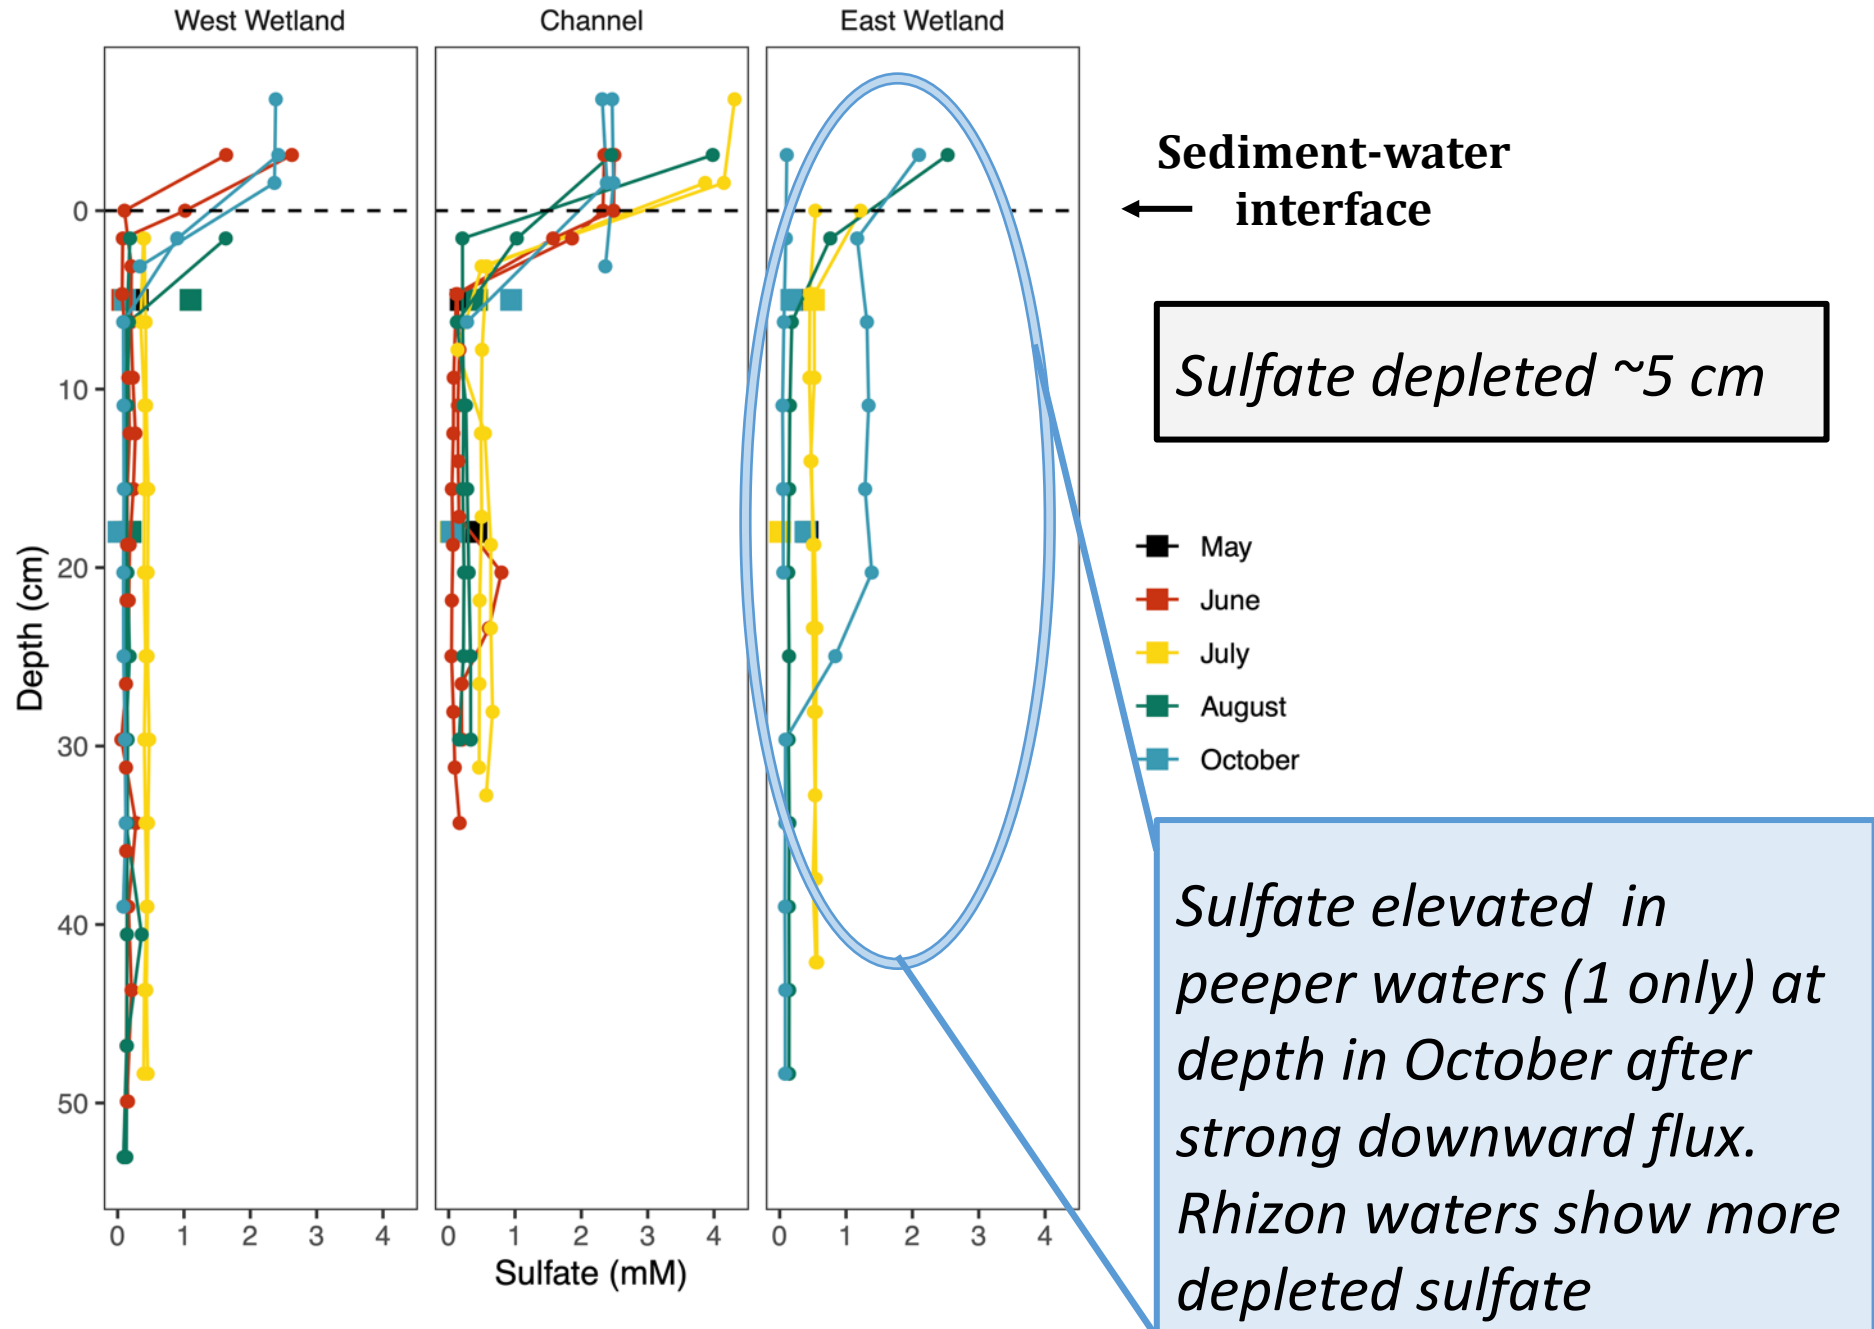 West Wetland
Channel
East Wetland
Sediment-water
interface
Sulfate depleted ~5 cm
Depth (cm)
0
10
20
30
40
50
May
June
July
August
October
0 1 2 3 4
0 1 2 3 4
0 1 2 3 4
Sulfate (mM)
Sulfate elevated in
peeper waters (1 only) at
depth in October after
strong downward flux.
Rhizon waters show more
depleted sulfate